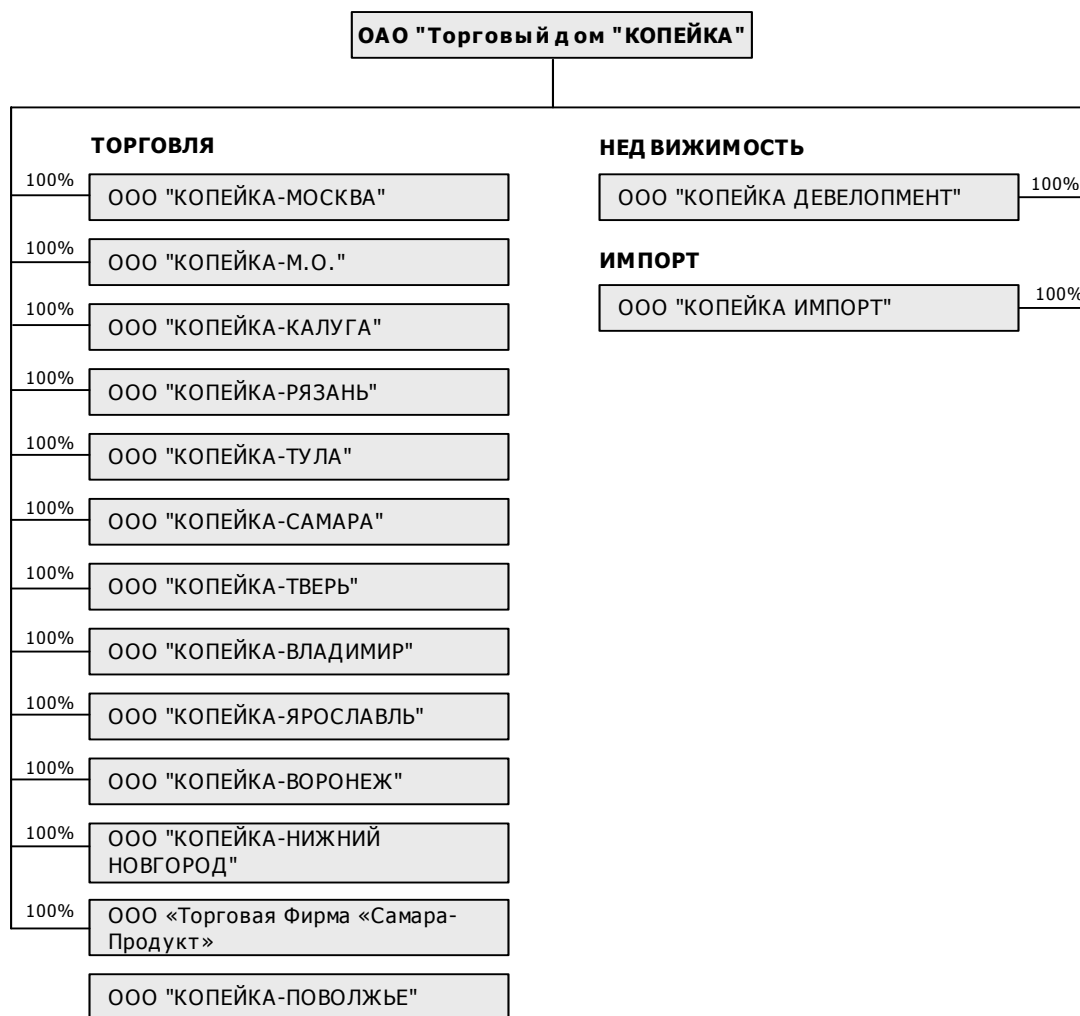 ОАО "Торговый дом "КОПЕЙКА"
ТОРГОВЛЯ
100%
ООО "КОПЕЙКА-МОСКВА"
100%
ООО "КОПЕЙКА-М.О."
100%
ООО "КОПЕЙКА-КАЛУГА"
100%
ООО "КОПЕЙКА-РЯЗАНЬ"
100%
ООО "КОПЕЙКА-ТУЛА"
100%
ООО "КОПЕЙКА-САМАРА"
100%
ООО "КОПЕЙКА-ТВЕРЬ"
100%
ООО "КОПЕЙКА-ВЛАДИМИР"
100%
ООО "КОПЕЙКА-ЯРОСЛАВЛЬ"
100%
ООО "КОПЕЙКА-ВОРОНЕЖ"
100%
ООО "КОПЕЙКА-НИЖНИЙ
НОВГОРОД"
100%
ООО «Торговая Фирма «Самара-
Продукт»
ООО "КОПЕЙКА-ПОВОЛЖЬЕ"
НЕДВИЖИМОСТЬ
ООО "КОПЕЙКА ДЕВЕЛОПМЕНТ"
100%
ИМПОРТ
ООО "КОПЕЙКА ИМПОРТ"
100%